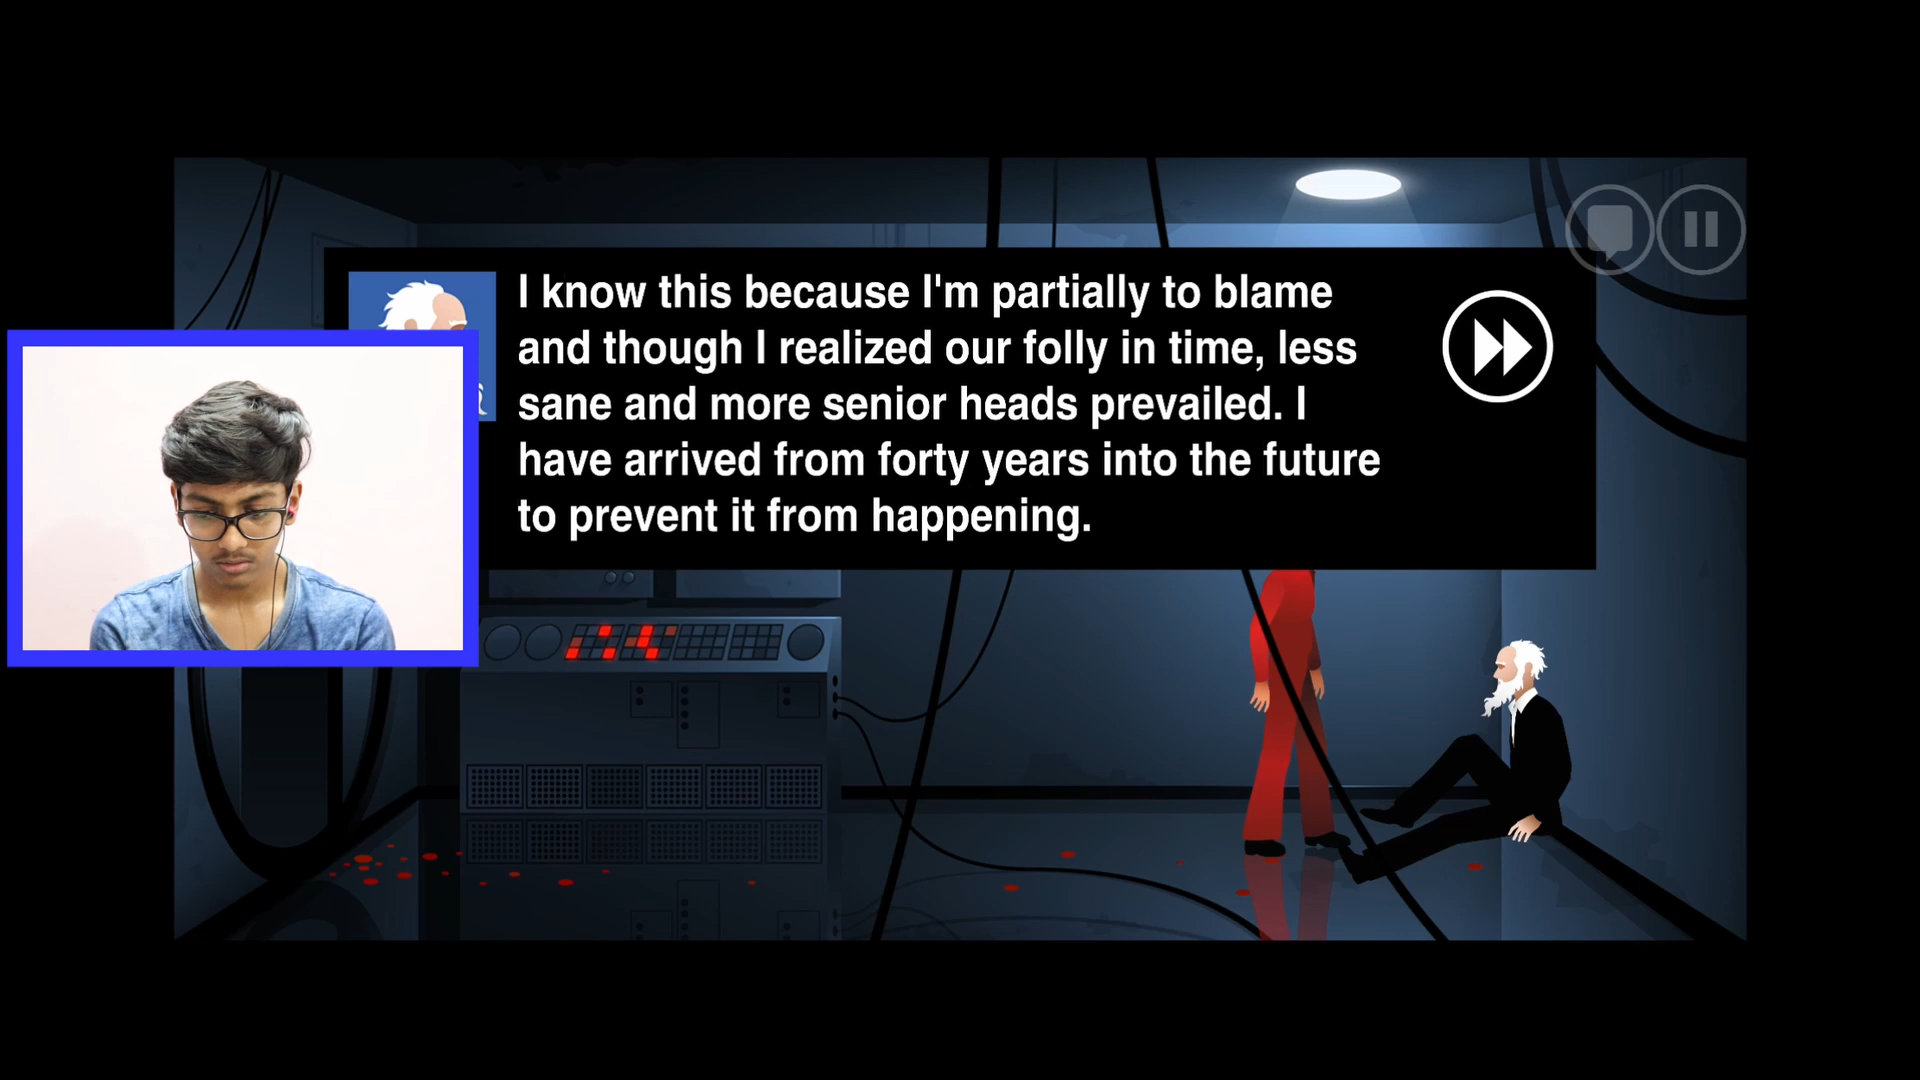 I know this because I'm partially to blame
and though I realized our folly in time, less
sane and more senior heads prevailed. I
have arrived from forty years into the future
to prevent it from happening.